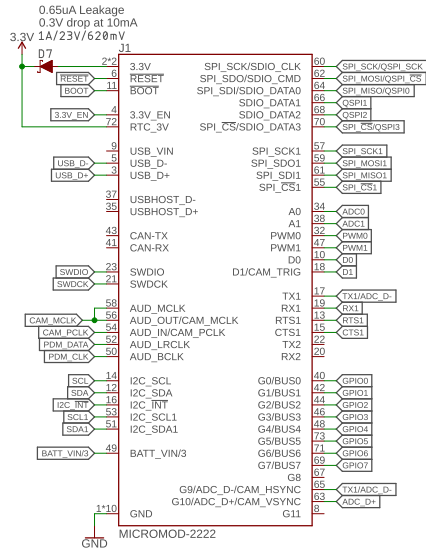 0.65uA Leakage
0.3V drop at 10mA
3.3V 1A/23V/620mV
D7 J1
2*2 3.3V SPI_SCK/SDIO_CLK 60 SPI_SCK/QSPI_SCK
RESET 6 RESET SPI_SDO/SDIO_CMD 62 SPI_MOSI/QSPI_CS
BOOT 11 BOOT SPI_SDI/SDIO_DATA0 64 SPI_MISO/QSPI0
SDIO_DATA1 66 QSPI1
3.3V_EN 4 3.3V_EN SDIO_DATA2 68 QSPI2
72 RTC_3V SPI_CS/SDIO_DATA3 70 SPI_CS/QSPI3
9 USB_VIN SPI_SCK1 57 SPI_SCK1
USB_D- 5 USB_D- SPI_SDO1 59 SPI_MOSI1
USB_D+ 3 USB_D+ SPI_SDI1 61 SPI_MISO1
SPI_CS1 55 SPI_CS1
37 USBHOST_D-
35 USBHOST_D+ A0 34 ADC0
A1 38 ADC1
43 CAN-TX PWM0 32 PWM0
41 CAN-RX PWM1 47 PWM1
D0 10 D0
SWDIO 23 SWDIO D1/CAM_TRIG 18 D1
SWDCK 21 SWDCK
TX1 17 TX1/ADC_D-
58 AUD_MCLK RX1 19 RX1
CAM_MCLK 56 AUD_OUT/CAM_MCLK RTS1 13 RTS1
CAM_PCLK 54 AUD_IN/CAM_PCLK CTS1 15 CTS1
PDM_DATA 52 AUD_LRCLK TX2 22
PDM_CLK 50 AUD_BCLK RX2 20
SCL 14 I2C_SCL G0/BUS0 40 GPIO0
SDA 12 I2C_SDA G1/BUS1 42 GPIO1
I2C_INT 16 I2C_INT G2/BUS2 44 GPIO2
SCL1 53 I2C_SCL1 G3/BUS3 46 GPIO3
SDA1 51 I2C_SDA1 G4/BUS4 48 GPIO4
G5/BUS5 73 GPIO5
BATT_VIN/3 49 BATT_VIN/3 G6/BUS6 71 GPIO6
G7/BUS7 69 GPIO7
G8 67
G9/ADC_D-/CAM_HSYNC 65 TX1/ADC_D-
G10/ADC_D+/CAM_VSYNC 63 ADC_D+
1*10 GND G11 8
GND MICROMOD-2222